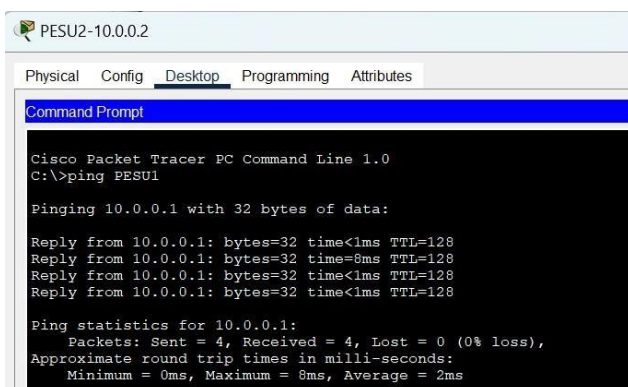 PESU2-10.0.0.2
Physical Config Desktop Programming Attributes
Command Prompt
Cisco Packet Tracer PC Command Line 1.0
C:\>ping PESU1
Pinging 10.0.0.1 with 32 bytes of data:
Reply from 10.0.0.1: bytes=32 time<1ms TTL=128
Reply from 10.0.0.1: bytes=32 time=8ms TTL=128
Reply from 10.0.0.1: bytes=32 time<1ms TTL=128
Reply from 10.0.0.1: bytes=32 time<1ms TTL=128
Ping statistics for 10.0.0.1:
Packets: Sent = 4, Received = 4, Lost = 0 (0% loss),
Approximate round trip times in milli-seconds:
Minimum = 0ms, Maximum = 8ms, Average = 2ms